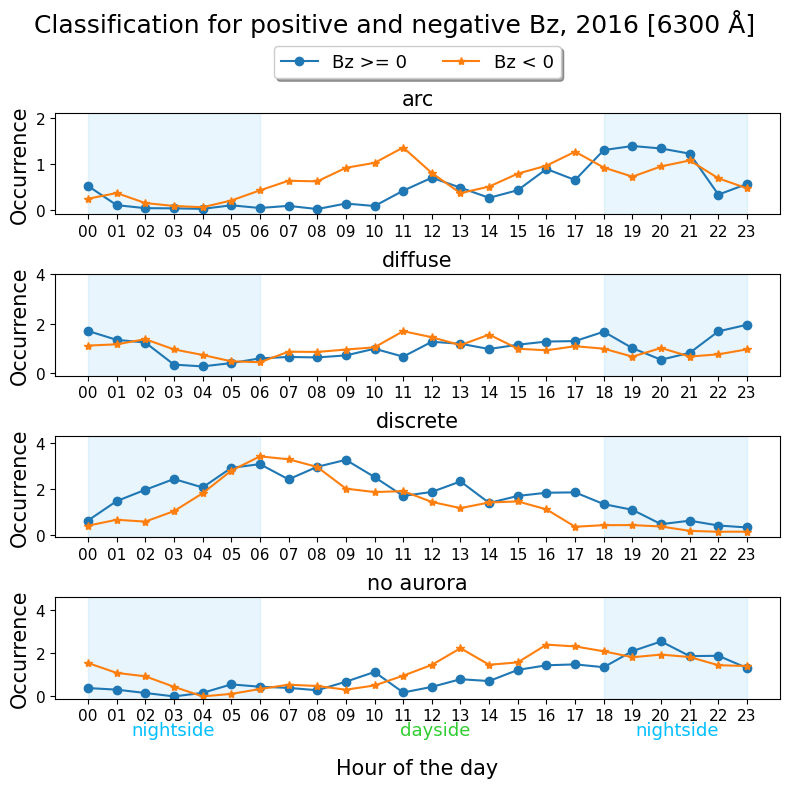 Classification for positive and negative Bz, 2016 [6300 Å]
Bz >= 0 Bz < 0
arc
Occurrence
2
1
0
00 01 02 03 04 05 06 07 08 09 10 11 12 13 14 15 16 17 18 19 20 21 22 23
diffuse
Occurrence
4
2
0
00 01 02 03 04 05 06 07 08 09 10 11 12 13 14 15 16 17 18 19 20 21 22 23
discrete
Occurrence
4
2
0
00 01 02 03 04 05 06 07 08 09 10 11 12 13 14 15 16 17 18 19 20 21 22 23
no aurora
Occurrence
4
2
0
00 01 02 03 04 05 06 07 08 09 10 11 12 13 14 15 16 17 18 19 20 21 22 23
nightside dayside nightside
Hour of the day